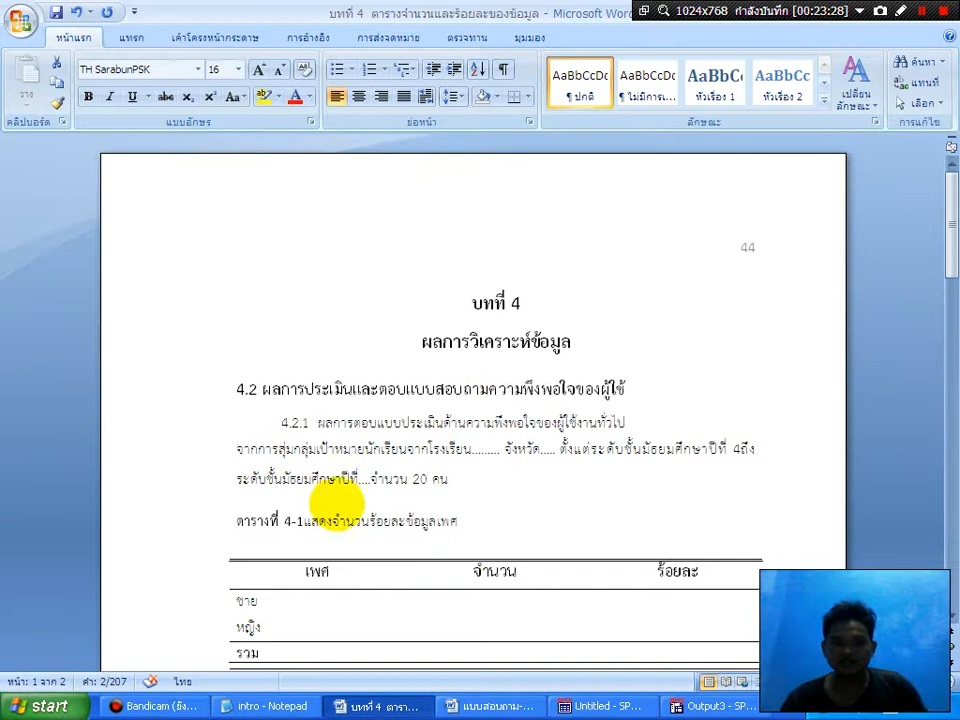 บทที่ 4 ตารางจำนวนและร้อยละของข้อมูล - Microsoft Word
1024x768 กำลังบันทึก [00:23:28]
หน้าแรก แทรก เค้าโครงหน้ากระดาษ การอ้างอิง การส่งจดหมาย ตรวจทาน มุมมอง
วาง
TH SarabunPSK 16
AaBbCcDc AaBbCcDc AaBbC AaBbCc
¶ ปกติ ¶ ไม่มีการ... หัวเรื่อง 1 หัวเรื่อง 2
เปลี่ยน ลักษณะ
ค้นหา
แทนที่
เลือก
คลิปบอร์ด แบบอักษร ย่อหน้า ลักษณะ การแก้ไข
44
บทที่ 4
ผลการวิเคราะห์ข้อมูล
4.2 ผลการประเมินและตอบแบบสอบถามความพึงพอใจของผู้ใช้
4.2.1 ผลการตอบแบบประเมินด้านความพึงพอใจของผู้ใช้งานทั่วไป
จากการสุ่มกลุ่มเป้าหมายนักเรียนจากโรงเรียน......... จังหวัด..... ตั้งแต่ระดับชั้นมัธยมศึกษาปีที่ 4ถึง
ระดับชั้นมัธยมศึกษาปีที่....จำนวน 20 คน
ตารางที่ 4-1แสดงจำนวนร้อยละข้อมูลเพศ
เพศ จำนวน ร้อยละ
ชาย
หญิง
รวม
หน้า: 1 จาก 2 คำ: 2/207 ไทย
start Bandicam (ยัง... intro - Notepad บทที่ 4 ตารา... แบบสอบถาม-... Untitled - SP... Output3 - SP...